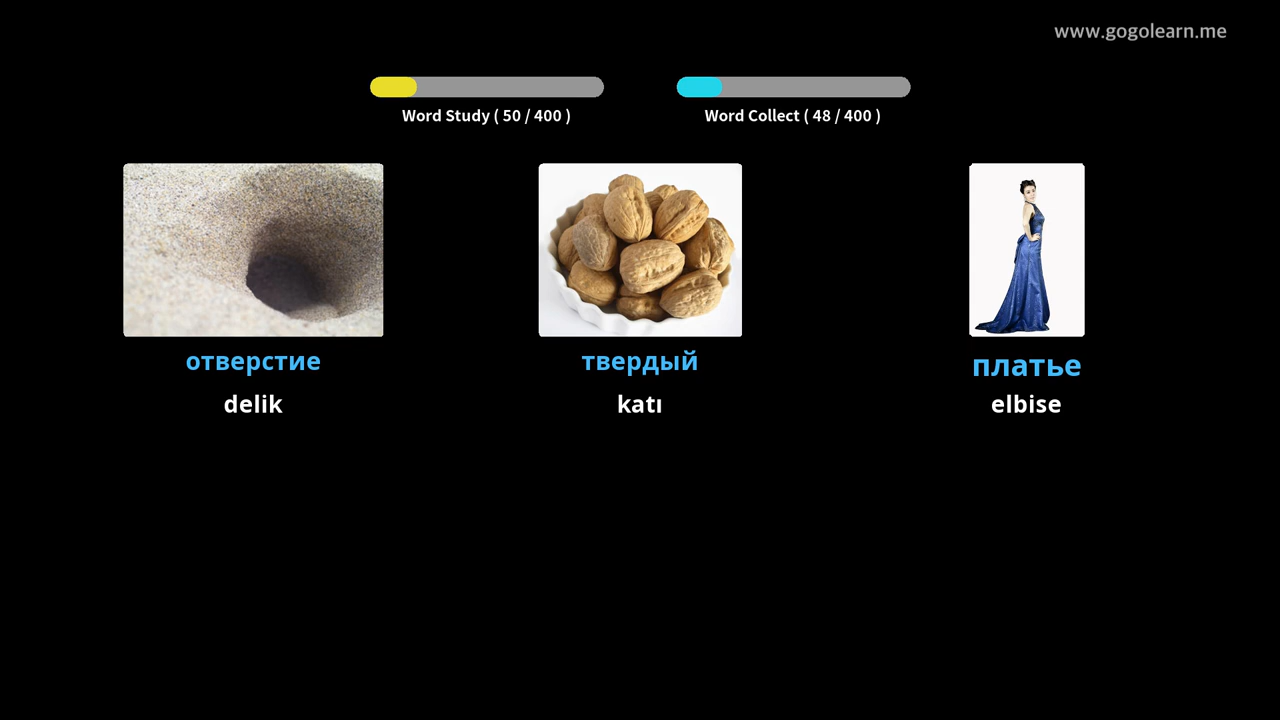 www.gogolearn.me
Word Study ( 50 / 400 )
Word Collect ( 48 / 400 )
отверстие
твердый
платье
delik
katı
elbise